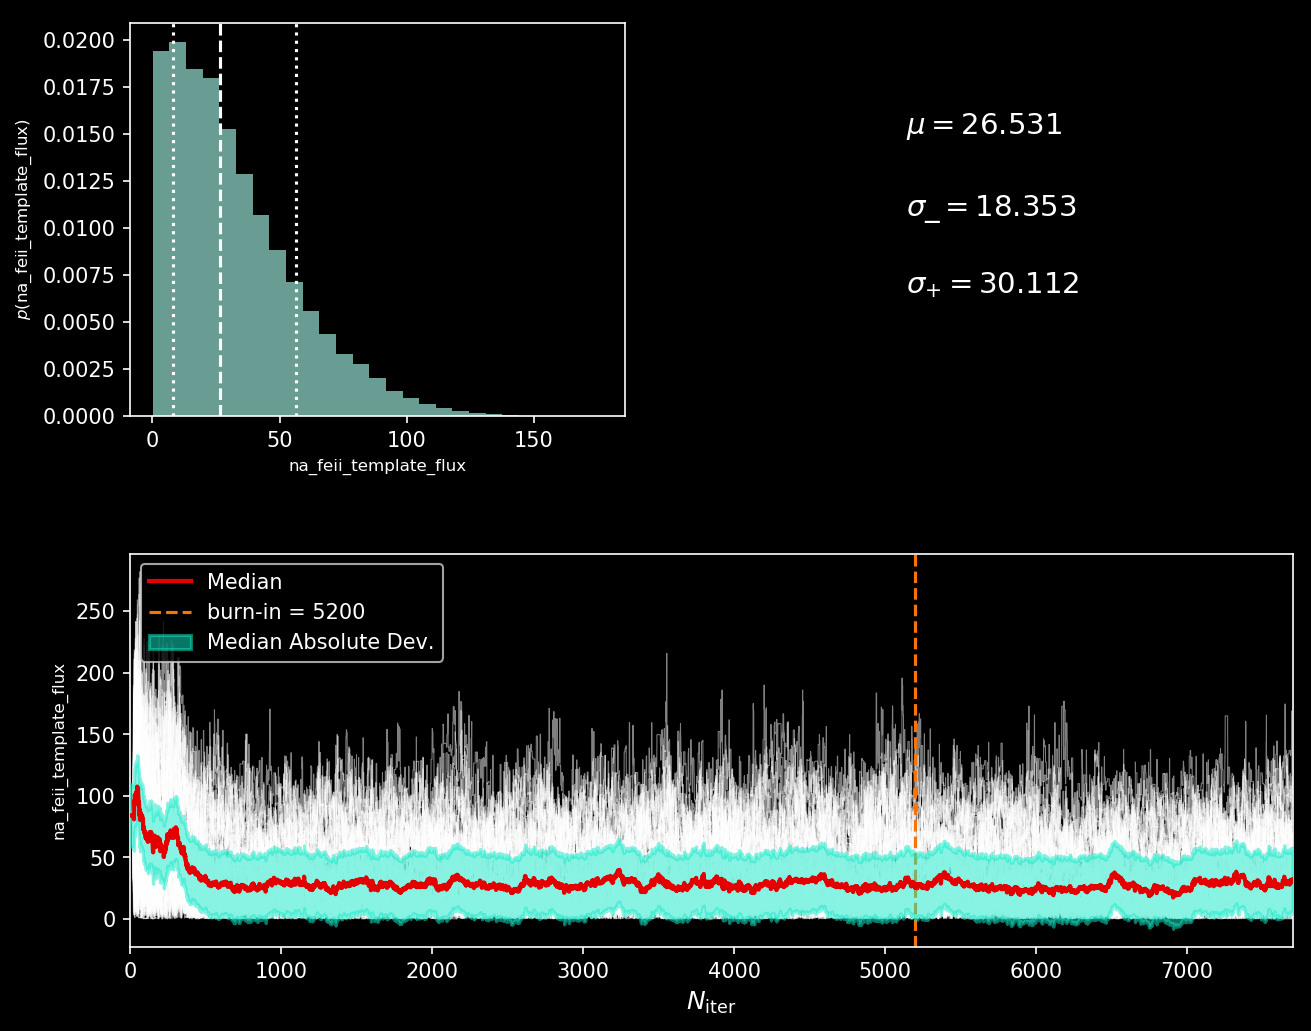 0.0200
0.0175
0.0150
0.0125
0.0100
0.0075
0.0050
0.0025
0.0000
p(na_feii_template_flux)
0 50 100 150
na_feii_template_flux
μ = 26.531
σ_ = 18.353
σ+ = 30.112
Median
burn-in = 5200
Median Absolute Dev.
250
200
150
100
50
0
na_feii_template_flux
0 1000 2000 3000 4000 5000 6000 7000
Niter